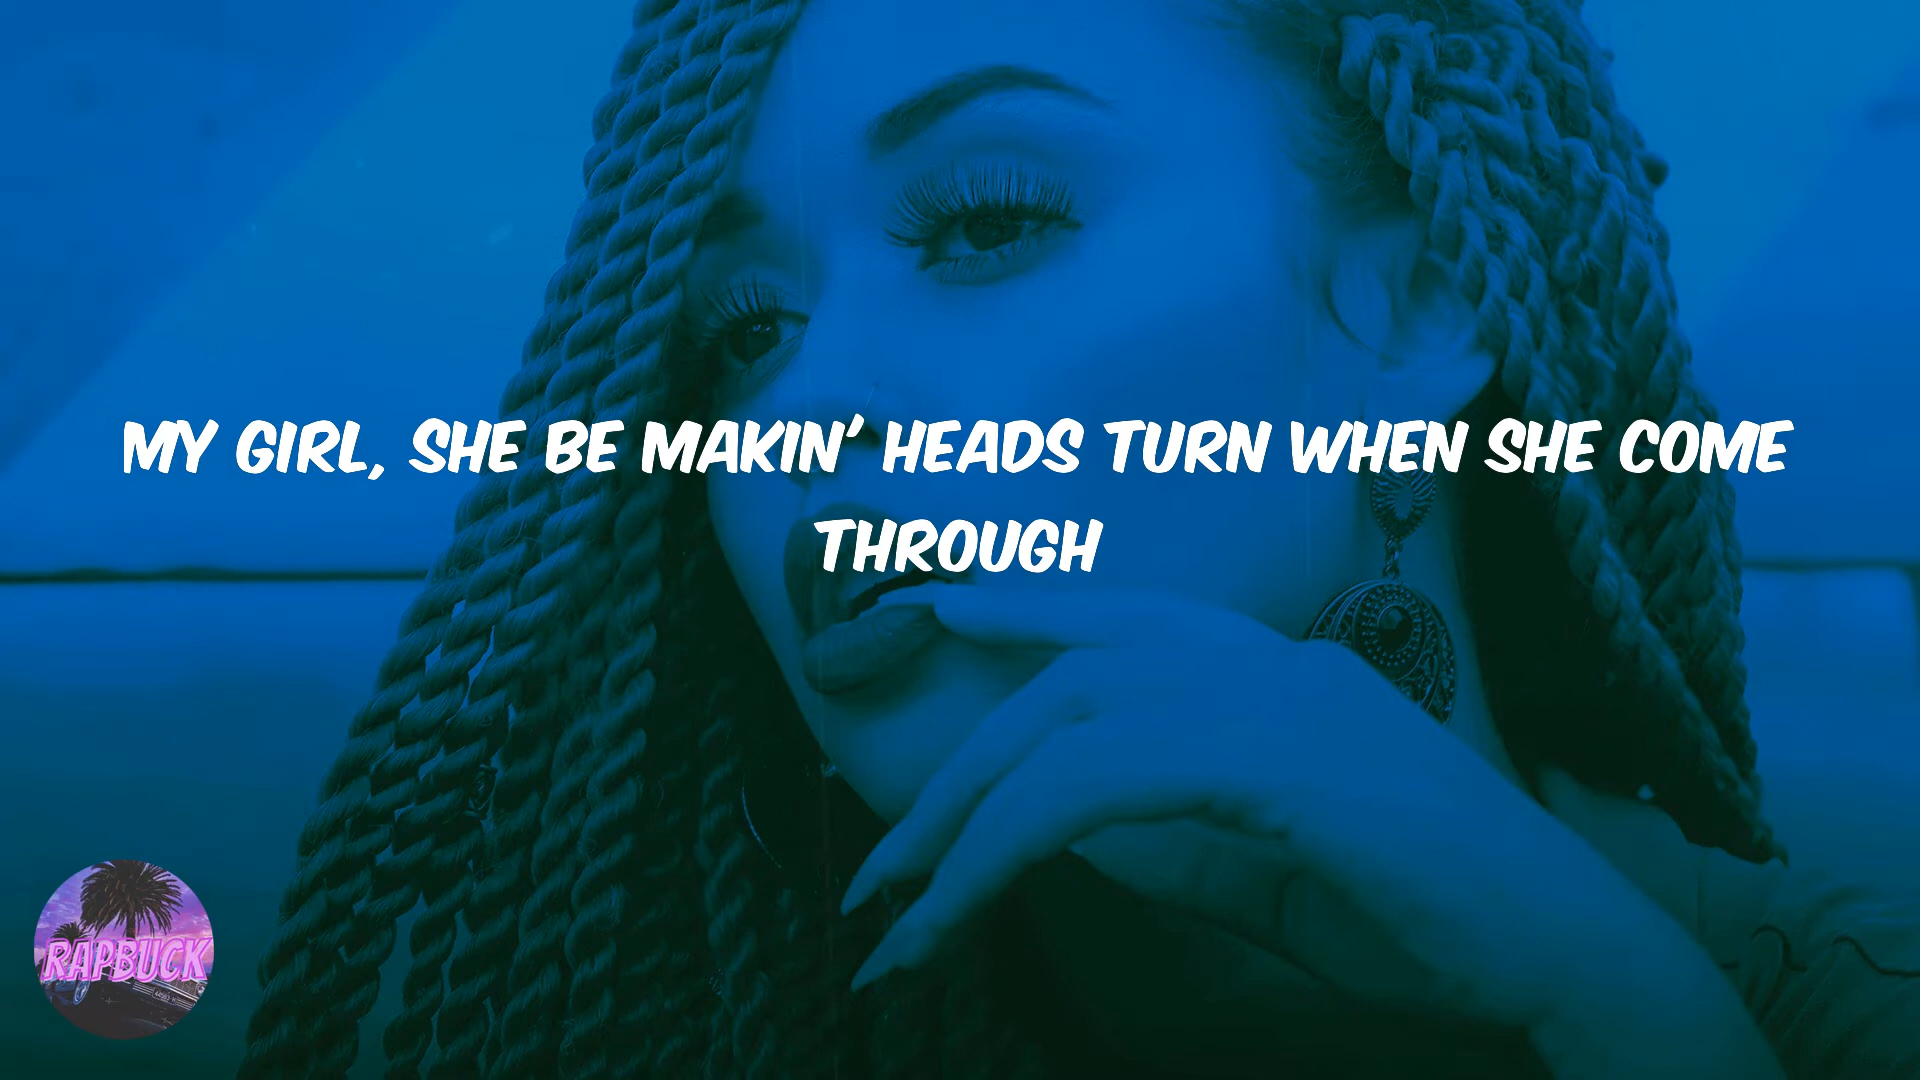 MY GIRL, SHE BE MAKIN' HEADS TURN WHEN SHE COME
THROUGH
RAPBUCK